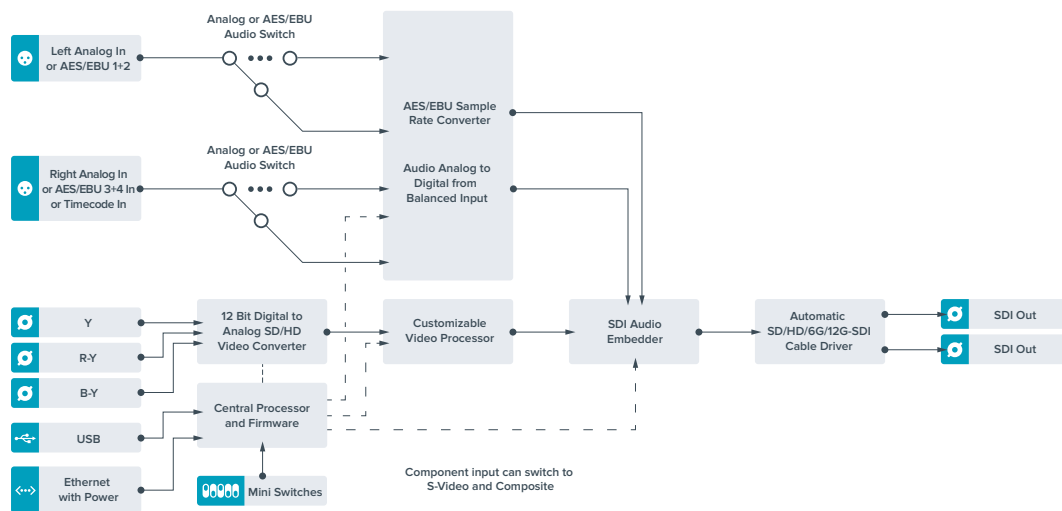 Analog or AES/EBU
Audio Switch
Left Analog In
or AES/EBU 1+2
AES/EBU Sample
Rate Converter
Analog or AES/EBU
Audio Switch
Right Analog In
or AES/EBU 3+4 In
or Timecode In
Audio Analog to
Digital from
Balanced Input
Y
R-Y
B-Y
12 Bit Digital to
Analog SD/HD
Video Converter
Customizable
Video Processor
SDI Audio
Embedder
Automatic
SD/HD/6G/12G-SDI
Cable Driver
SDI Out
SDI Out
USB
Central Processor
and Firmware
Ethernet
with Power
Mini Switches
Component input can switch to
S-Video and Composite